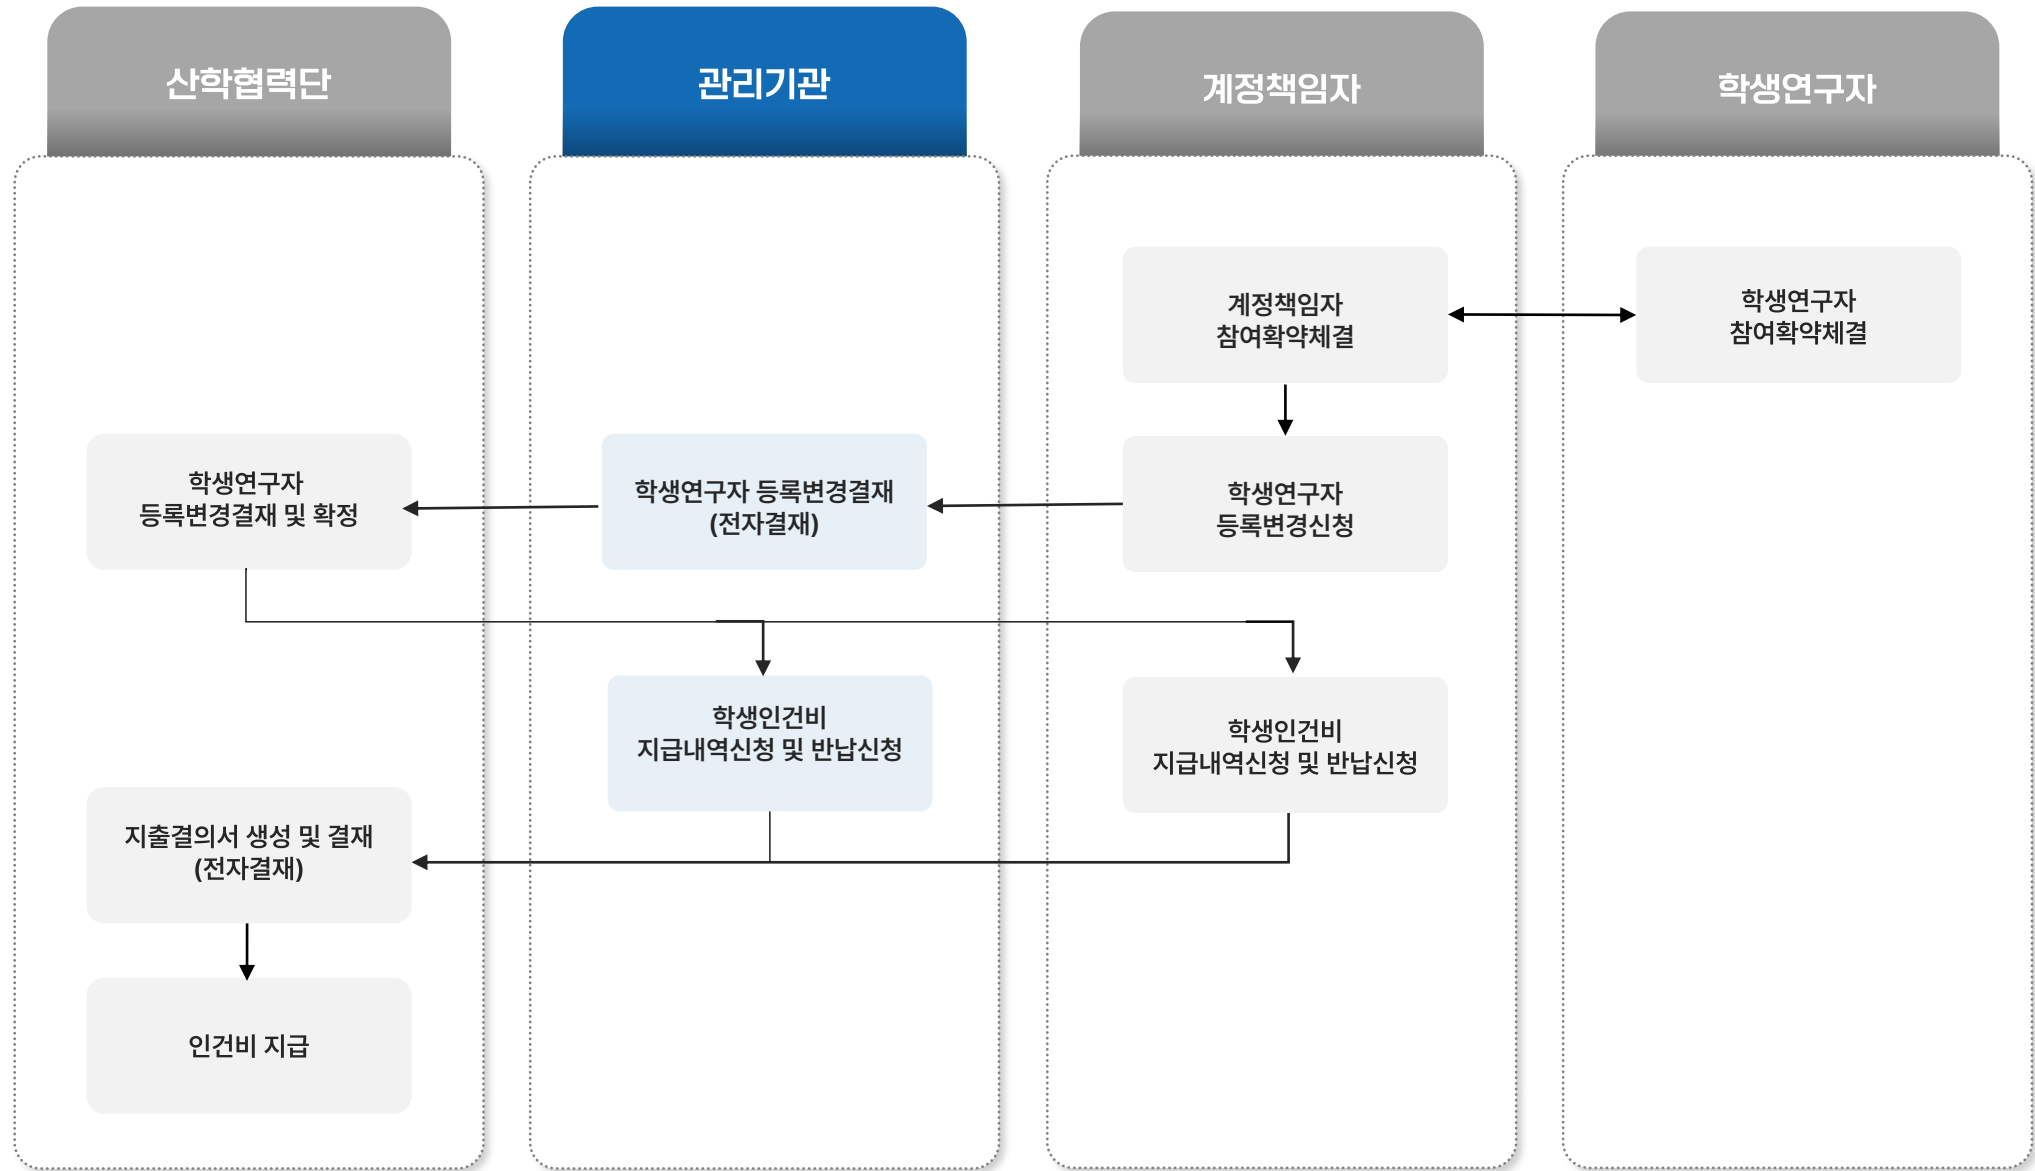 산학협력단
관리기관
계정책임자
학생연구자
계정책임자
참여확약체결
학생연구자
참여확약체결
학생연구자
등록변경결재 및 확정
학생연구자 등록변경결재
(전자결재)
학생연구자
등록변경신청
학생인건비
지급내역신청 및 반납신청
학생인건비
지급내역신청 및 반납신청
지출결의서 생성 및 결재
(전자결재)
인건비 지급